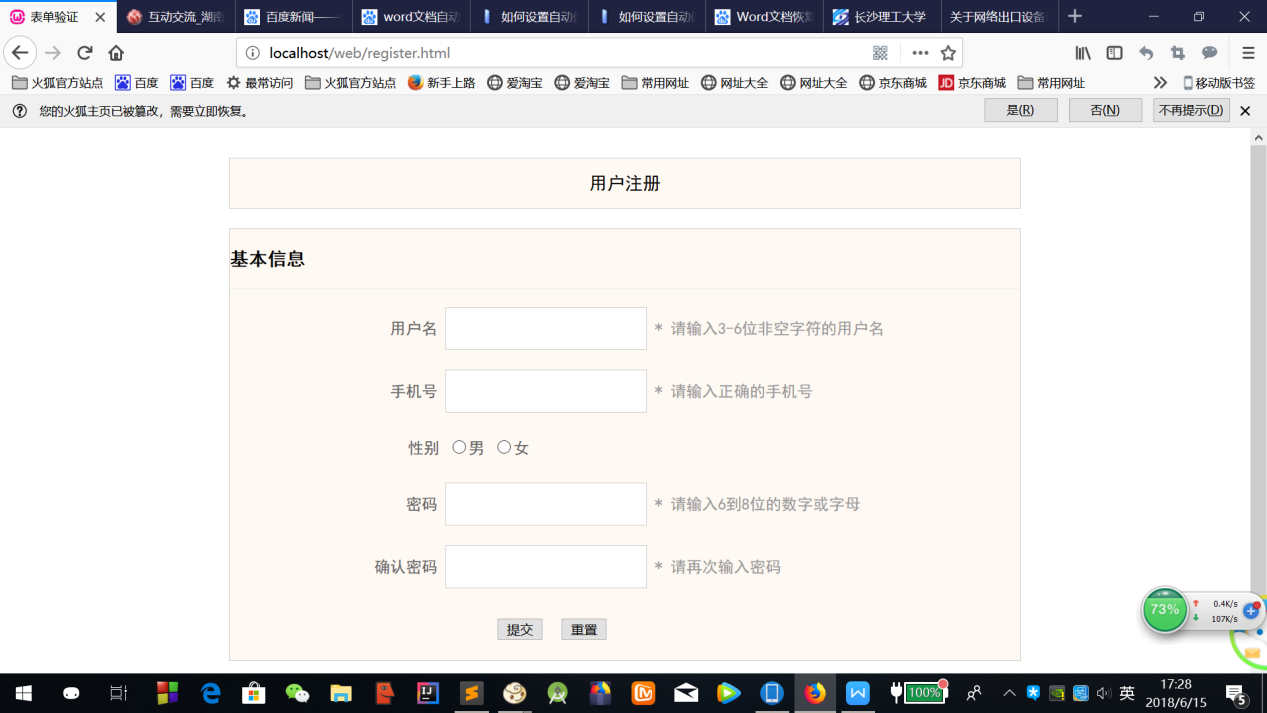 表单验证
互动交流_湖南
百度新闻——
word文档自动
如何设置自动
如何设置自动
Word文档恢复
长沙理工大学
关于网络出口设备
localhost/web/register.html
火狐官方站点 百度 百度 最常访问 火狐官方站点 新手上路 爱淘宝 爱淘宝 常用网址 网址大全 网址大全 京东商城 JD 京东商城 常用网址 移动版书签
您的火狐主页已被篡改，需要立即恢复。 是(R) 否(N) 不再提示(D)
用户注册
基本信息
用户名 * 请输入3-6位非空字符的用户名
手机号 * 请输入正确的手机号
性别 男 女
密码 * 请输入6到8位的数字或字母
确认密码 * 请再次输入密码
提交 重置
73% 0.4K/s
107K/s
100% 英 17:28
2018/6/15 5